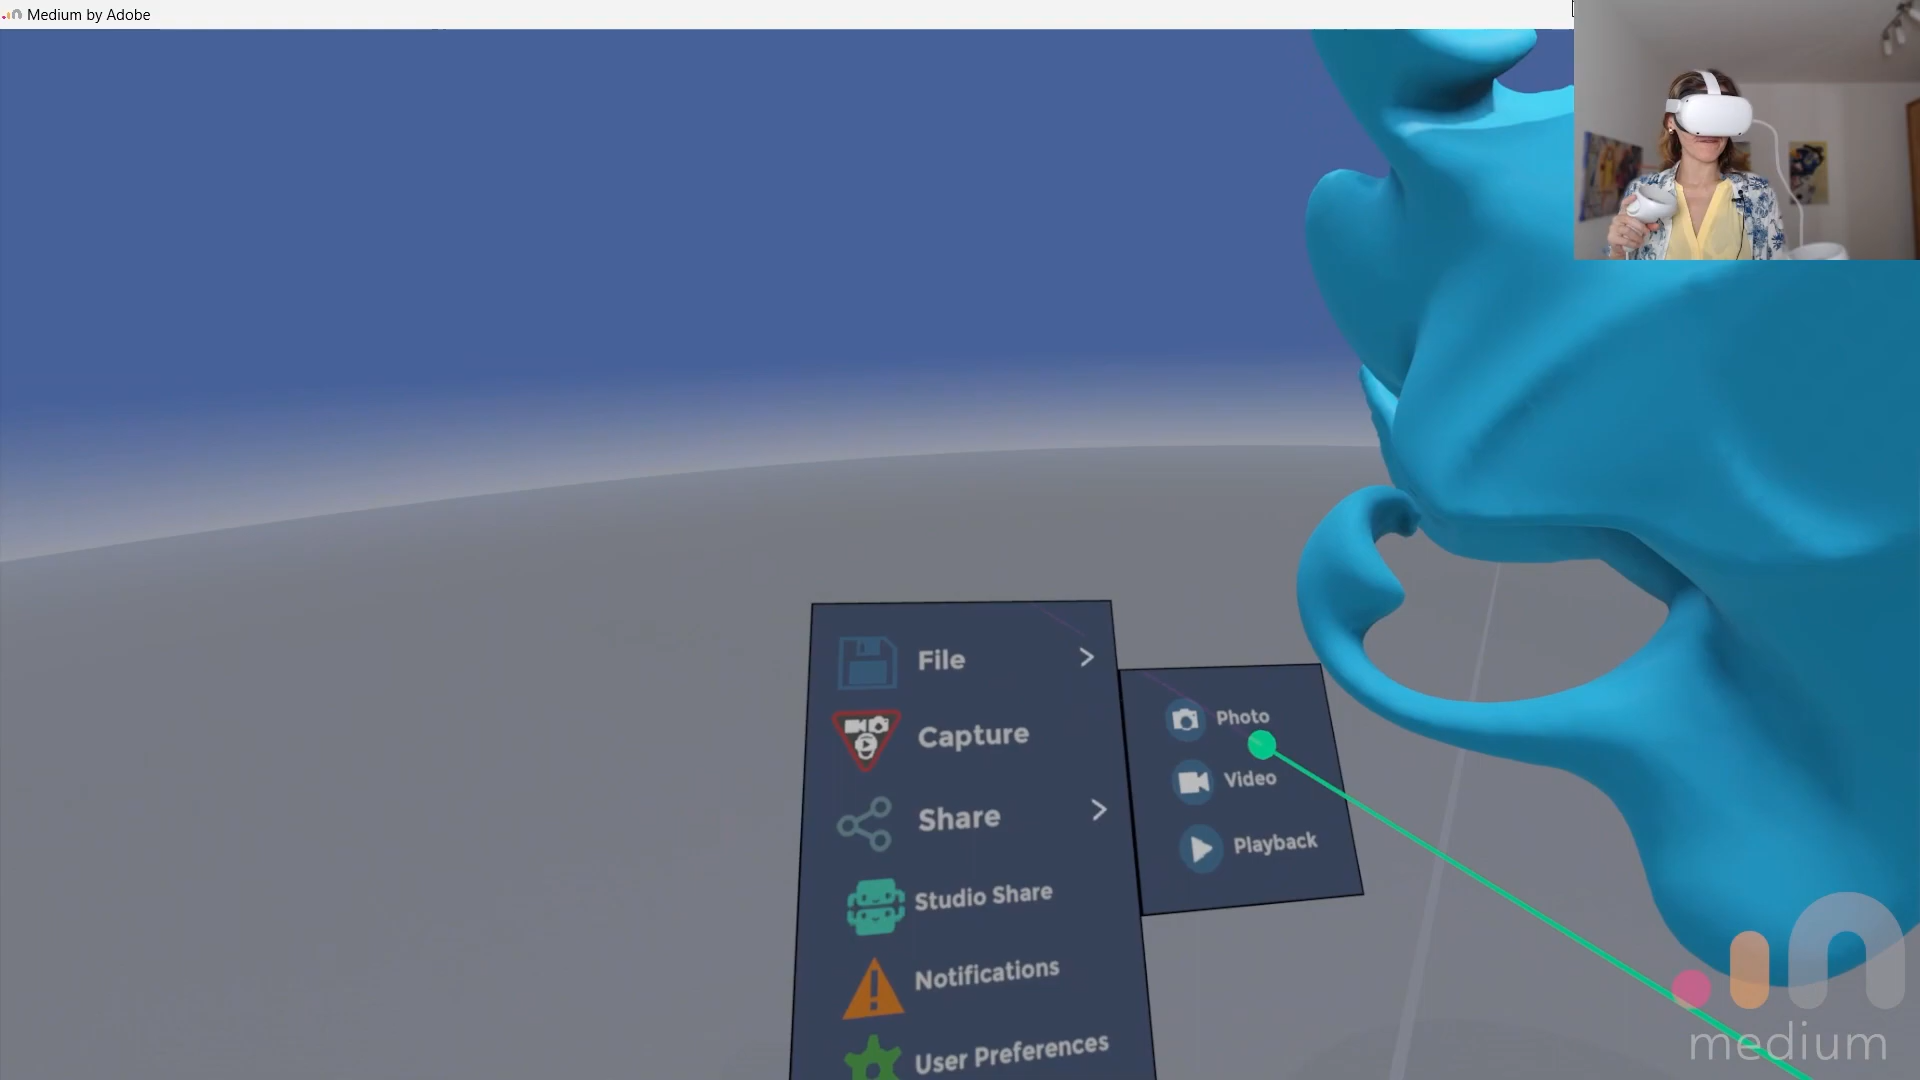 Medium by Adobe
File
Capture
Share
Studio Share
Notifications
User Preferences
Photo
Video
Playback
medium